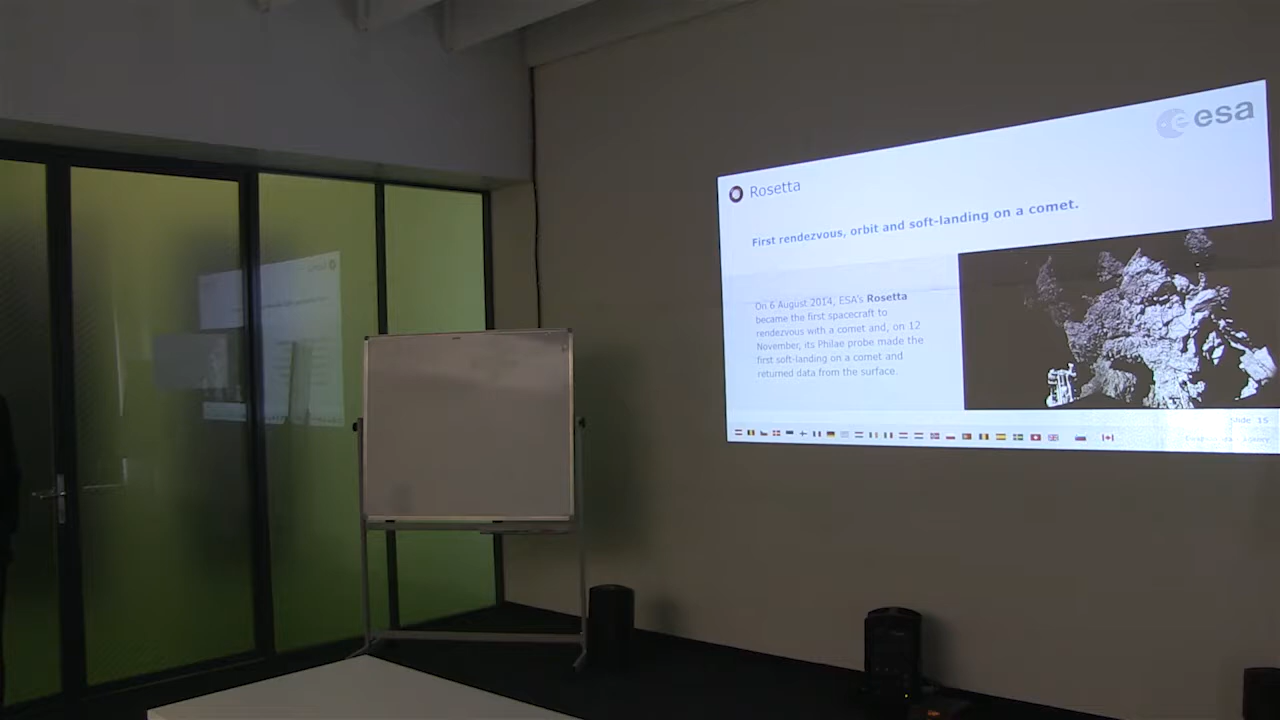 esa
Rosetta
First rendezvous, orbit and soft-landing on a comet.
On 6 August 2014, ESA's Rosetta
became the first spacecraft to
rendezvous with a comet and, on 12
November, its Philae probe made the
first soft-landing on a comet and
returned data from the surface.
Slide 15